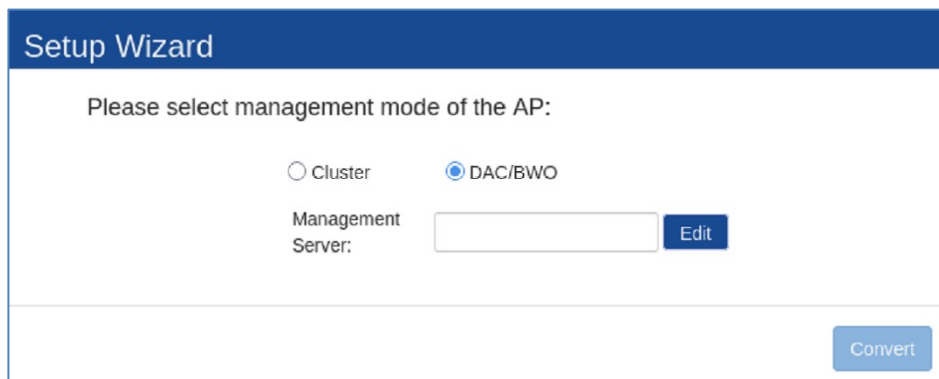 Setup Wizard
Please select management mode of the AP:
Cluster DAC/BWO
Management
Server:
Edit
Convert